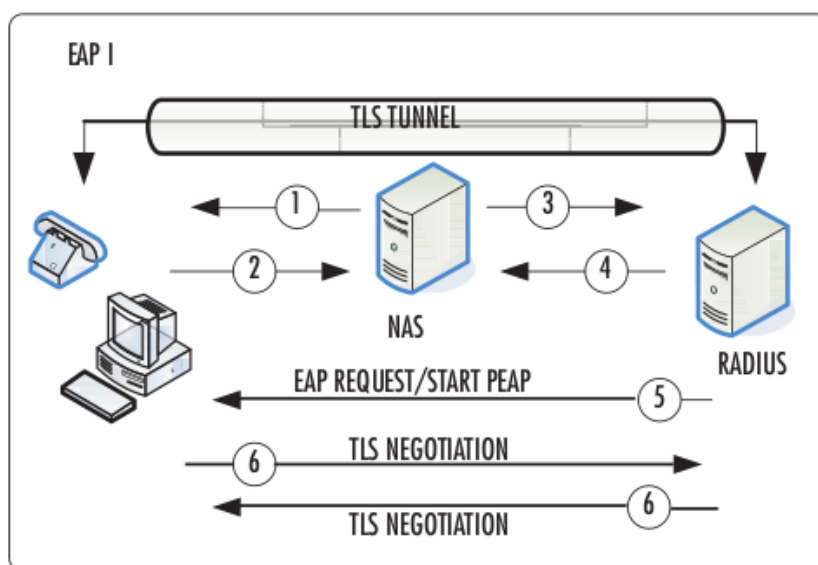 EAP I
TLS TUNNEL
1
3
2
4
NAS
RADIUS
EAP REQUEST/START PEAP
5
6
TLS NEGOTIATION
6
TLS NEGOTIATION